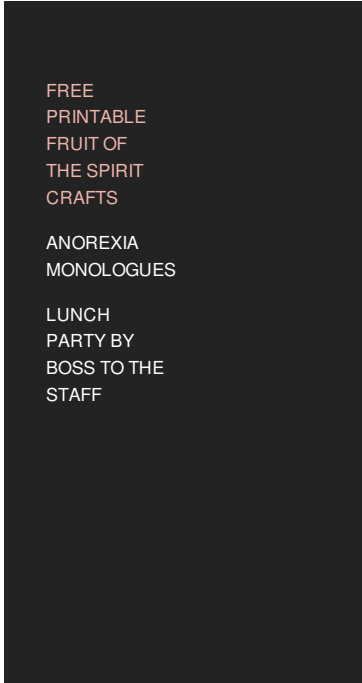 FREE
PRINTABLE
FRUIT OF
THE SPIRIT
CRAFTS
ANOREXIA
MONOLOGUES
LUNCH
PARTY BY
BOSS TO THE
STAFF